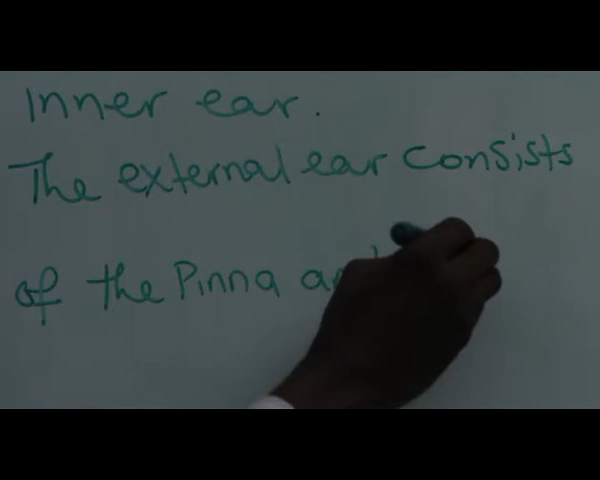 Inner ear.
The external ear consists
of the Pinna